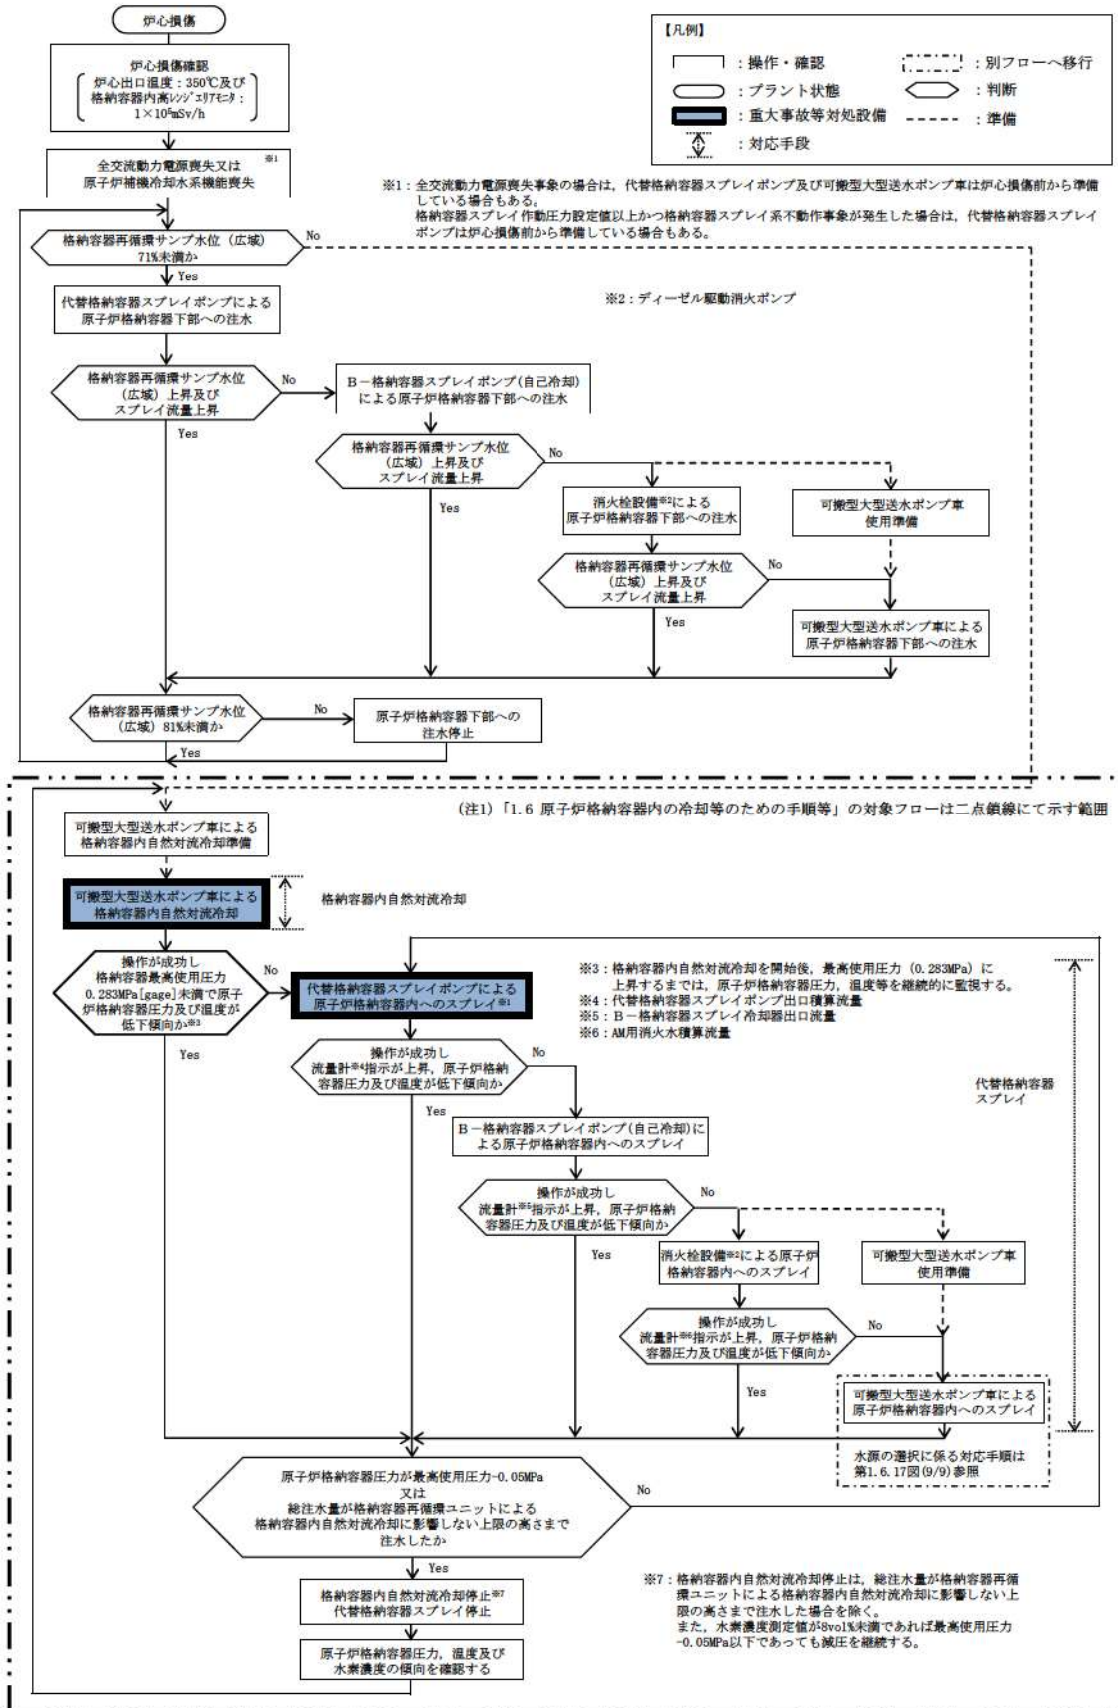 炉心損傷
炉心損傷確認
炉心出口温度：350℃及び
格納容器内高ﾚﾝｼﾞｴﾘｱﾓﾆﾀ：
1×10⁵mSv/h
全交流動力電源喪失又は ※1
原子炉補機冷却水系機能喪失
【凡例】
：操作・確認
：別フローへ移行
：プラント状態
：判断
：重大事故等対処設備
：準備
：対応手段
※1：全交流動力電源喪失事象の場合は，代替格納容器スプレイポンプ及び可搬型大型送水ポンプ車は炉心損傷前から準備
している場合もある。
格納容器スプレイ作動圧力設定値以上かつ格納容器スプレイ系不動作事象が発生した場合は，代替格納容器スプレイ
ポンプは炉心損傷前から準備している場合もある。
格納容器再循環サンプ水位（広域）
71%未満か
No
Yes
※2：ディーゼル駆動消火ポンプ
代替格納容器スプレイポンプによる
原子炉格納容器下部への注水
格納容器再循環サンプ水位
（広域）上昇及び
スプレイ流量上昇
No
Yes
B－格納容器スプレイポンプ(自己冷却)
による原子炉格納容器下部への注水
格納容器再循環サンプ水位
（広域）上昇及び
スプレイ流量上昇
No
Yes
消火栓設備※2による
原子炉格納容器下部への注水
可搬型大型送水ポンプ車
使用準備
格納容器再循環サンプ水位
（広域）上昇及び
スプレイ流量上昇
No
Yes
可搬型大型送水ポンプ車による
原子炉格納容器下部への注水
格納容器再循環サンプ水位
（広域）81%未満か
No
Yes
原子炉格納容器下部への
注水停止
(注1)「1.6 原子炉格納容器内の冷却等のための手順等」の対象フローは二点鎖線にて示す範囲
可搬型大型送水ポンプ車による
格納容器内自然対流冷却準備
可搬型大型送水ポンプ車による
格納容器内自然対流冷却
格納容器内自然対流冷却
操作が成功し
格納容器最高使用圧力
0.283MPa[gage]未満で原子
炉格納容器圧力及び温度が
低下傾向か※3
No
Yes
代替格納容器スプレイポンプによる
原子炉格納容器内へのスプレイ※1
※3：格納容器内自然対流冷却を開始後，最高使用圧力（0.283MPa）に
上昇するまでは，原子炉格納容器圧力，温度等を継続的に監視する。
※4：代替格納容器スプレイポンプ出口積算流量
※5：B－格納容器スプレイ冷却器出口流量
※6：AM用消火水積算流量
操作が成功し
流量計※4指示が上昇，原子炉格納
容器圧力及び温度が低下傾向か
No
Yes
代替格納容器
スプレイ
B－格納容器スプレイポンプ(自己冷却)に
よる原子炉格納容器内へのスプレイ
操作が成功し
流量計※5指示が上昇，原子炉格納
容器圧力及び温度が低下傾向か
No
Yes
消火栓設備※2による原子炉
格納容器内へのスプレイ
可搬型大型送水ポンプ車
使用準備
操作が成功し
流量計※6指示が上昇，原子炉格納
容器圧力及び温度が低下傾向か
No
Yes
可搬型大型送水ポンプ車による
原子炉格納容器内へのスプレイ
水源の選択に係る対応手順は
第1.6.17図(9/9)参照
原子炉格納容器圧力が最高使用圧力-0.05MPa
又は
総注水量が格納容器再循環ユニットによる
格納容器内自然対流冷却に影響しない上限の高さまで
注水したか
No
Yes
格納容器内自然対流冷却停止※7
代替格納容器スプレイ停止
※7：格納容器内自然対流冷却停止は，総注水量が格納容器再循
環ユニットによる格納容器内自然対流冷却に影響しない上
限の高さまで注水した場合を除く。
また，水素濃度測定値が8vol%未満であれば最高使用圧力
-0.05MPa以下であっても減圧を継続する。
原子炉格納容器圧力，温度及び
水素濃度の傾向を確認する